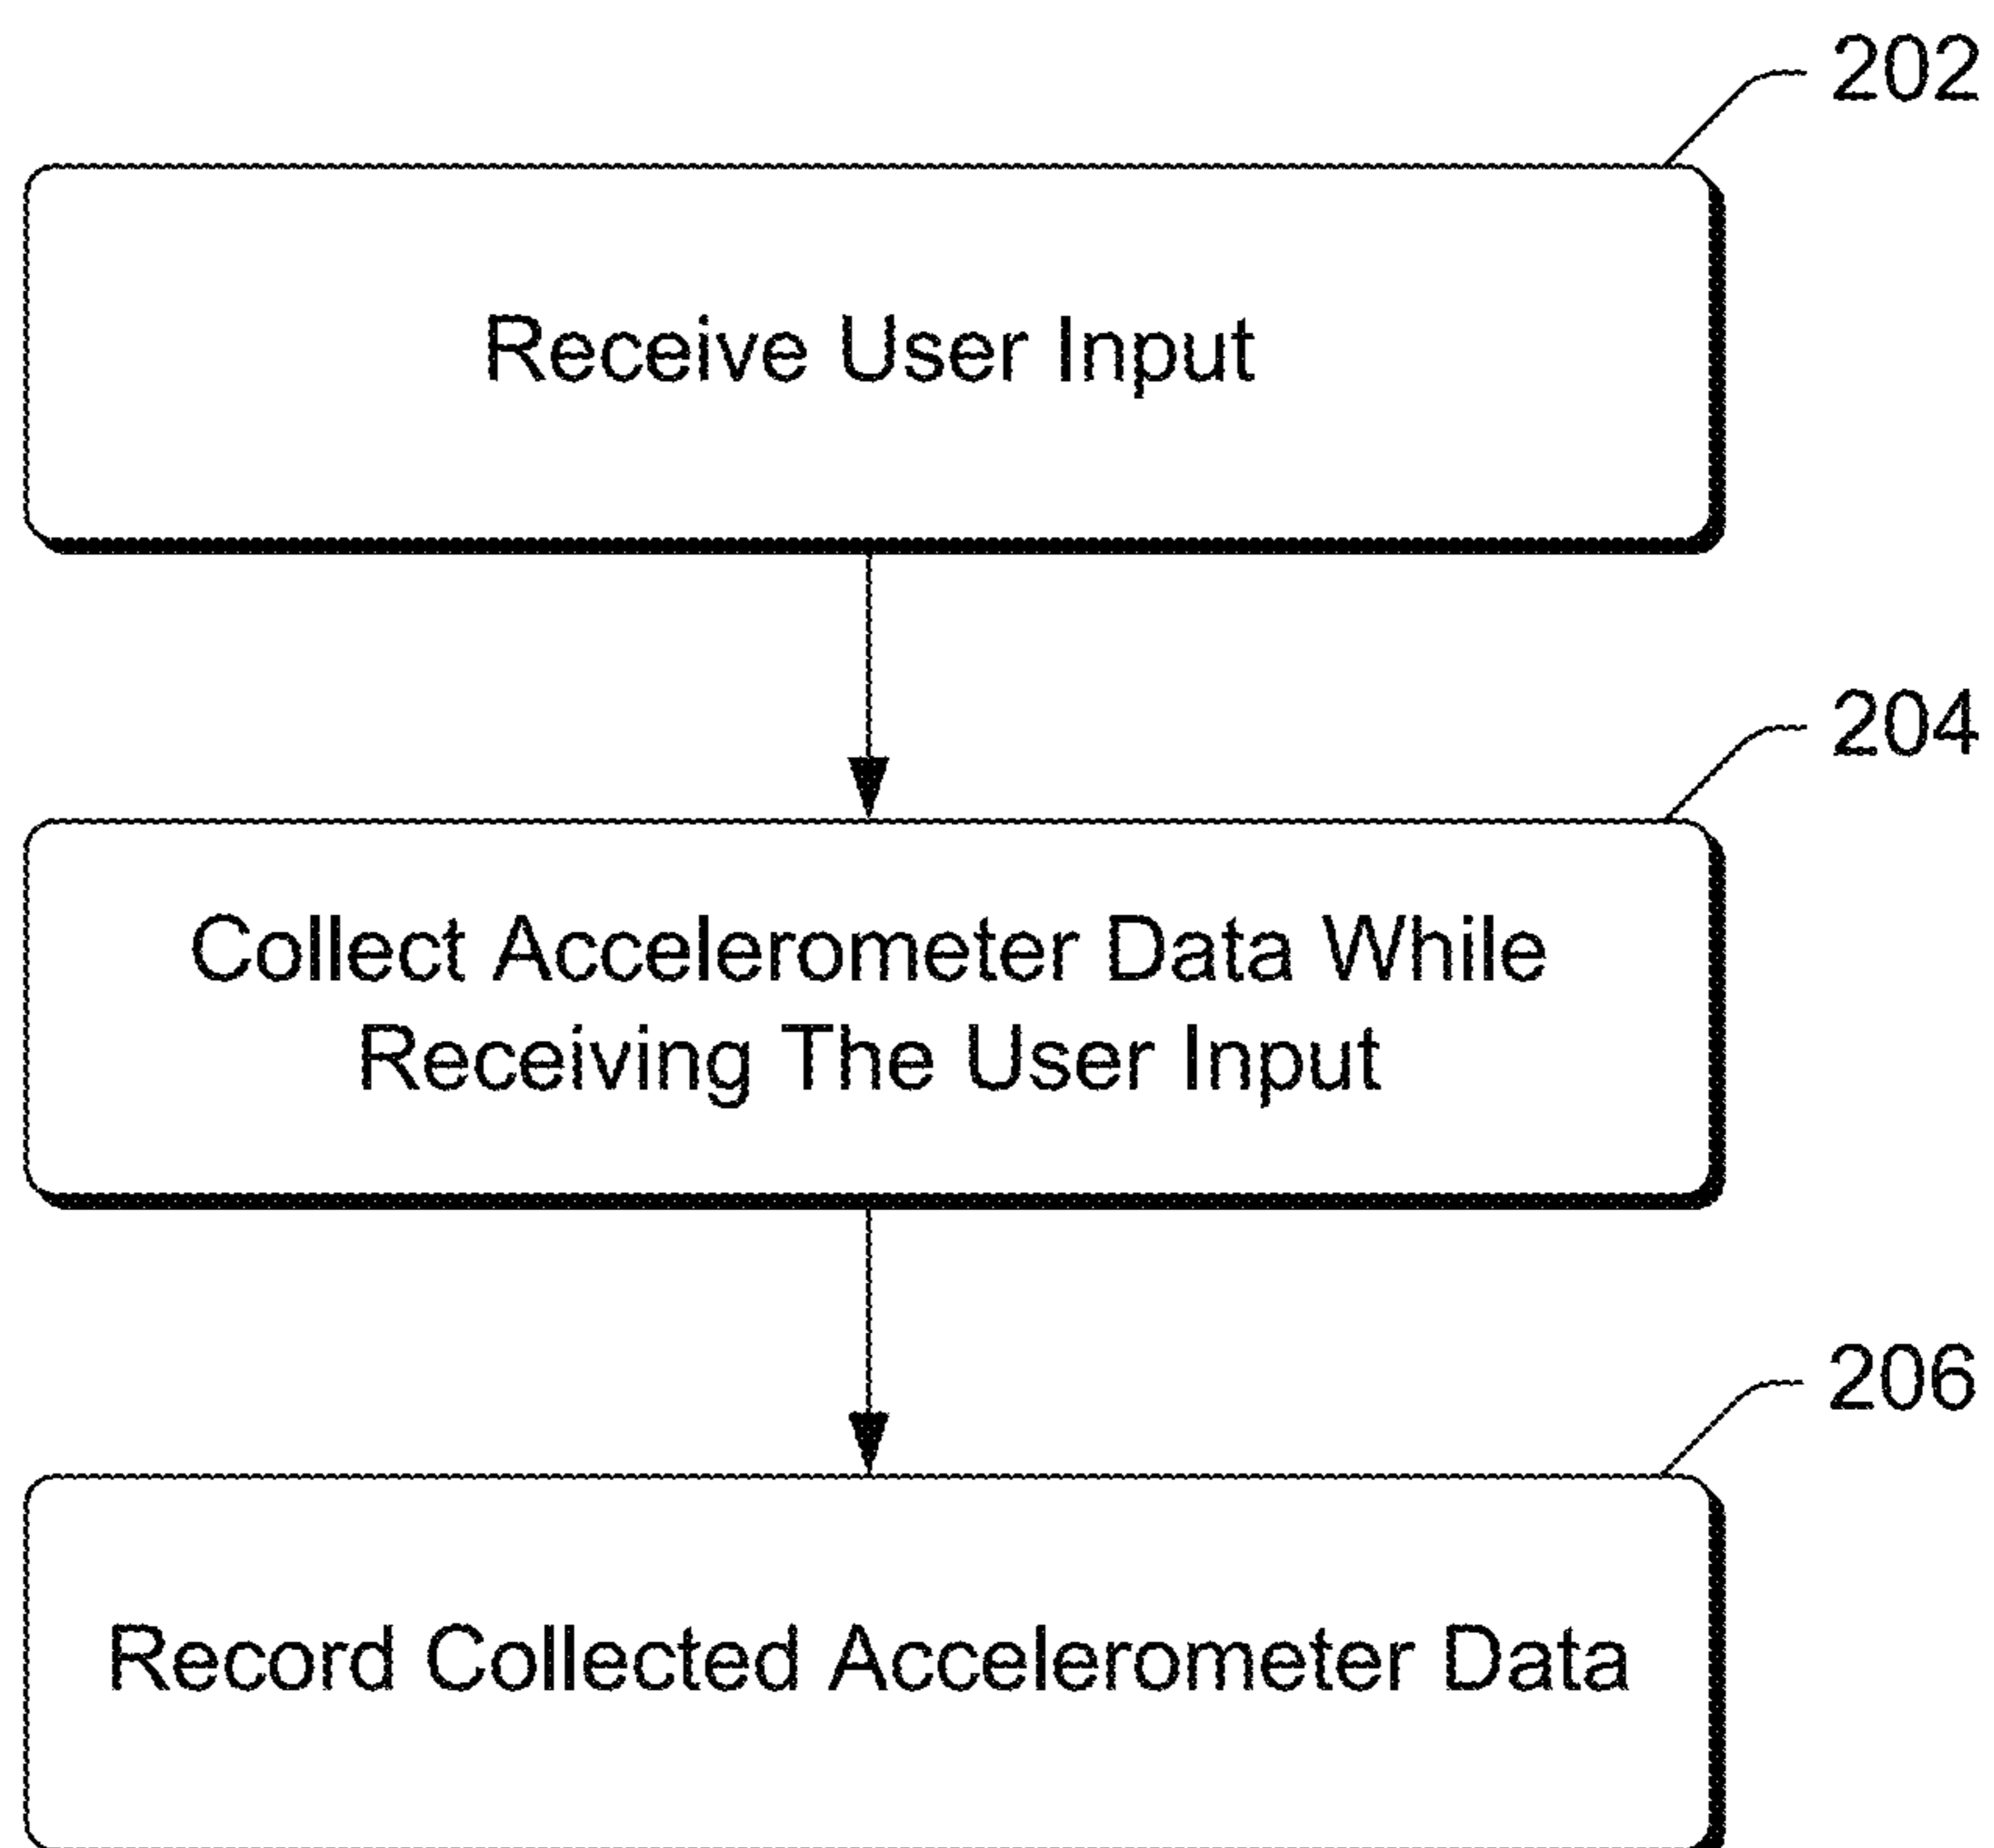 202
Receive User Input
204
Collect Accelerometer Data While
Receiving The User Input
206
Record Collected Accelerometer Data